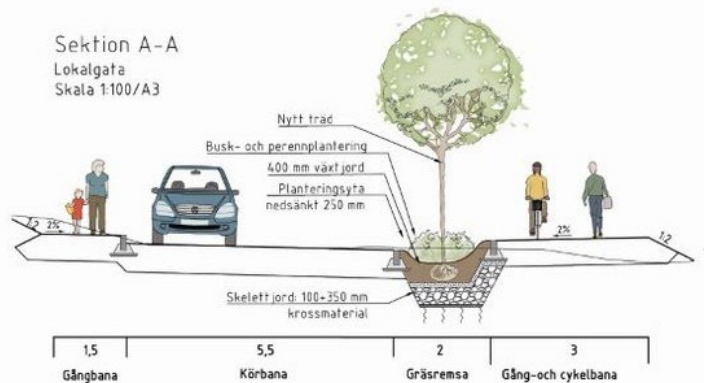 Sektion A-A
Lokalgata
Skala 1:100/A3
Nytt träd
Busk- och perennplantering
400 mm växtjord
Planteringsyta
nedsänkt 250 mm
1:2
2%
2%
1:2
Skelettjord: 100+350 mm
krossmaterial
1,5
5,5
2
3
Gångbana
Körbana
Gräsremsa
Gång-och cykelbana